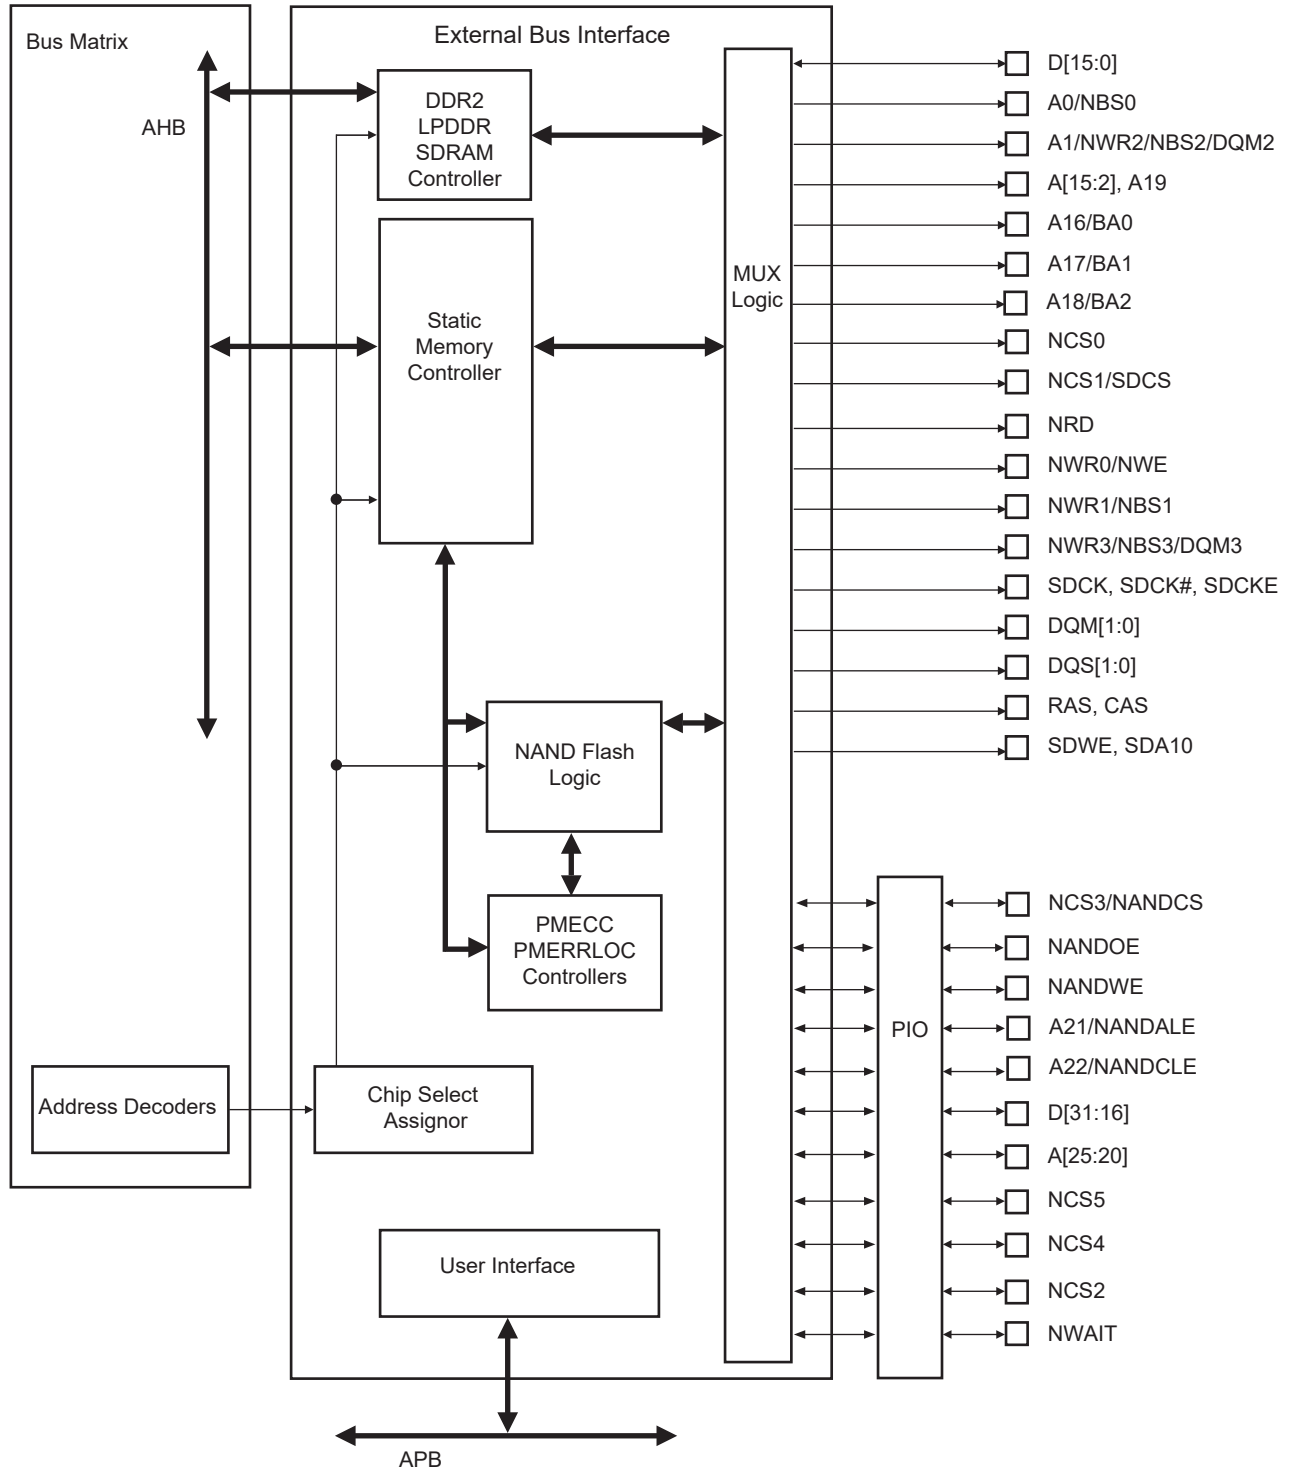 Bus Matrix
External Bus Interface
AHB
DDR2
LPDDR
SDRAM
Controller
Static
Memory
Controller
MUX
Logic
NAND Flash
Logic
PMECC
PMERRLOC
Controllers
Address Decoders
Chip Select
Assignor
User Interface
APB
PIO
D[15:0]
A0/NBS0
A1/NWR2/NBS2/DQM2
A[15:2], A19
A16/BA0
A17/BA1
A18/BA2
NCS0
NCS1/SDCS
NRD
NWR0/NWE
NWR1/NBS1
NWR3/NBS3/DQM3
SDCK, SDCK#, SDCKE
DQM[1:0]
DQS[1:0]
RAS, CAS
SDWE, SDA10
NCS3/NANDCS
NANDOE
NANDWE
A21/NANDALE
A22/NANDCLE
D[31:16]
A[25:20]
NCS5
NCS4
NCS2
NWAIT